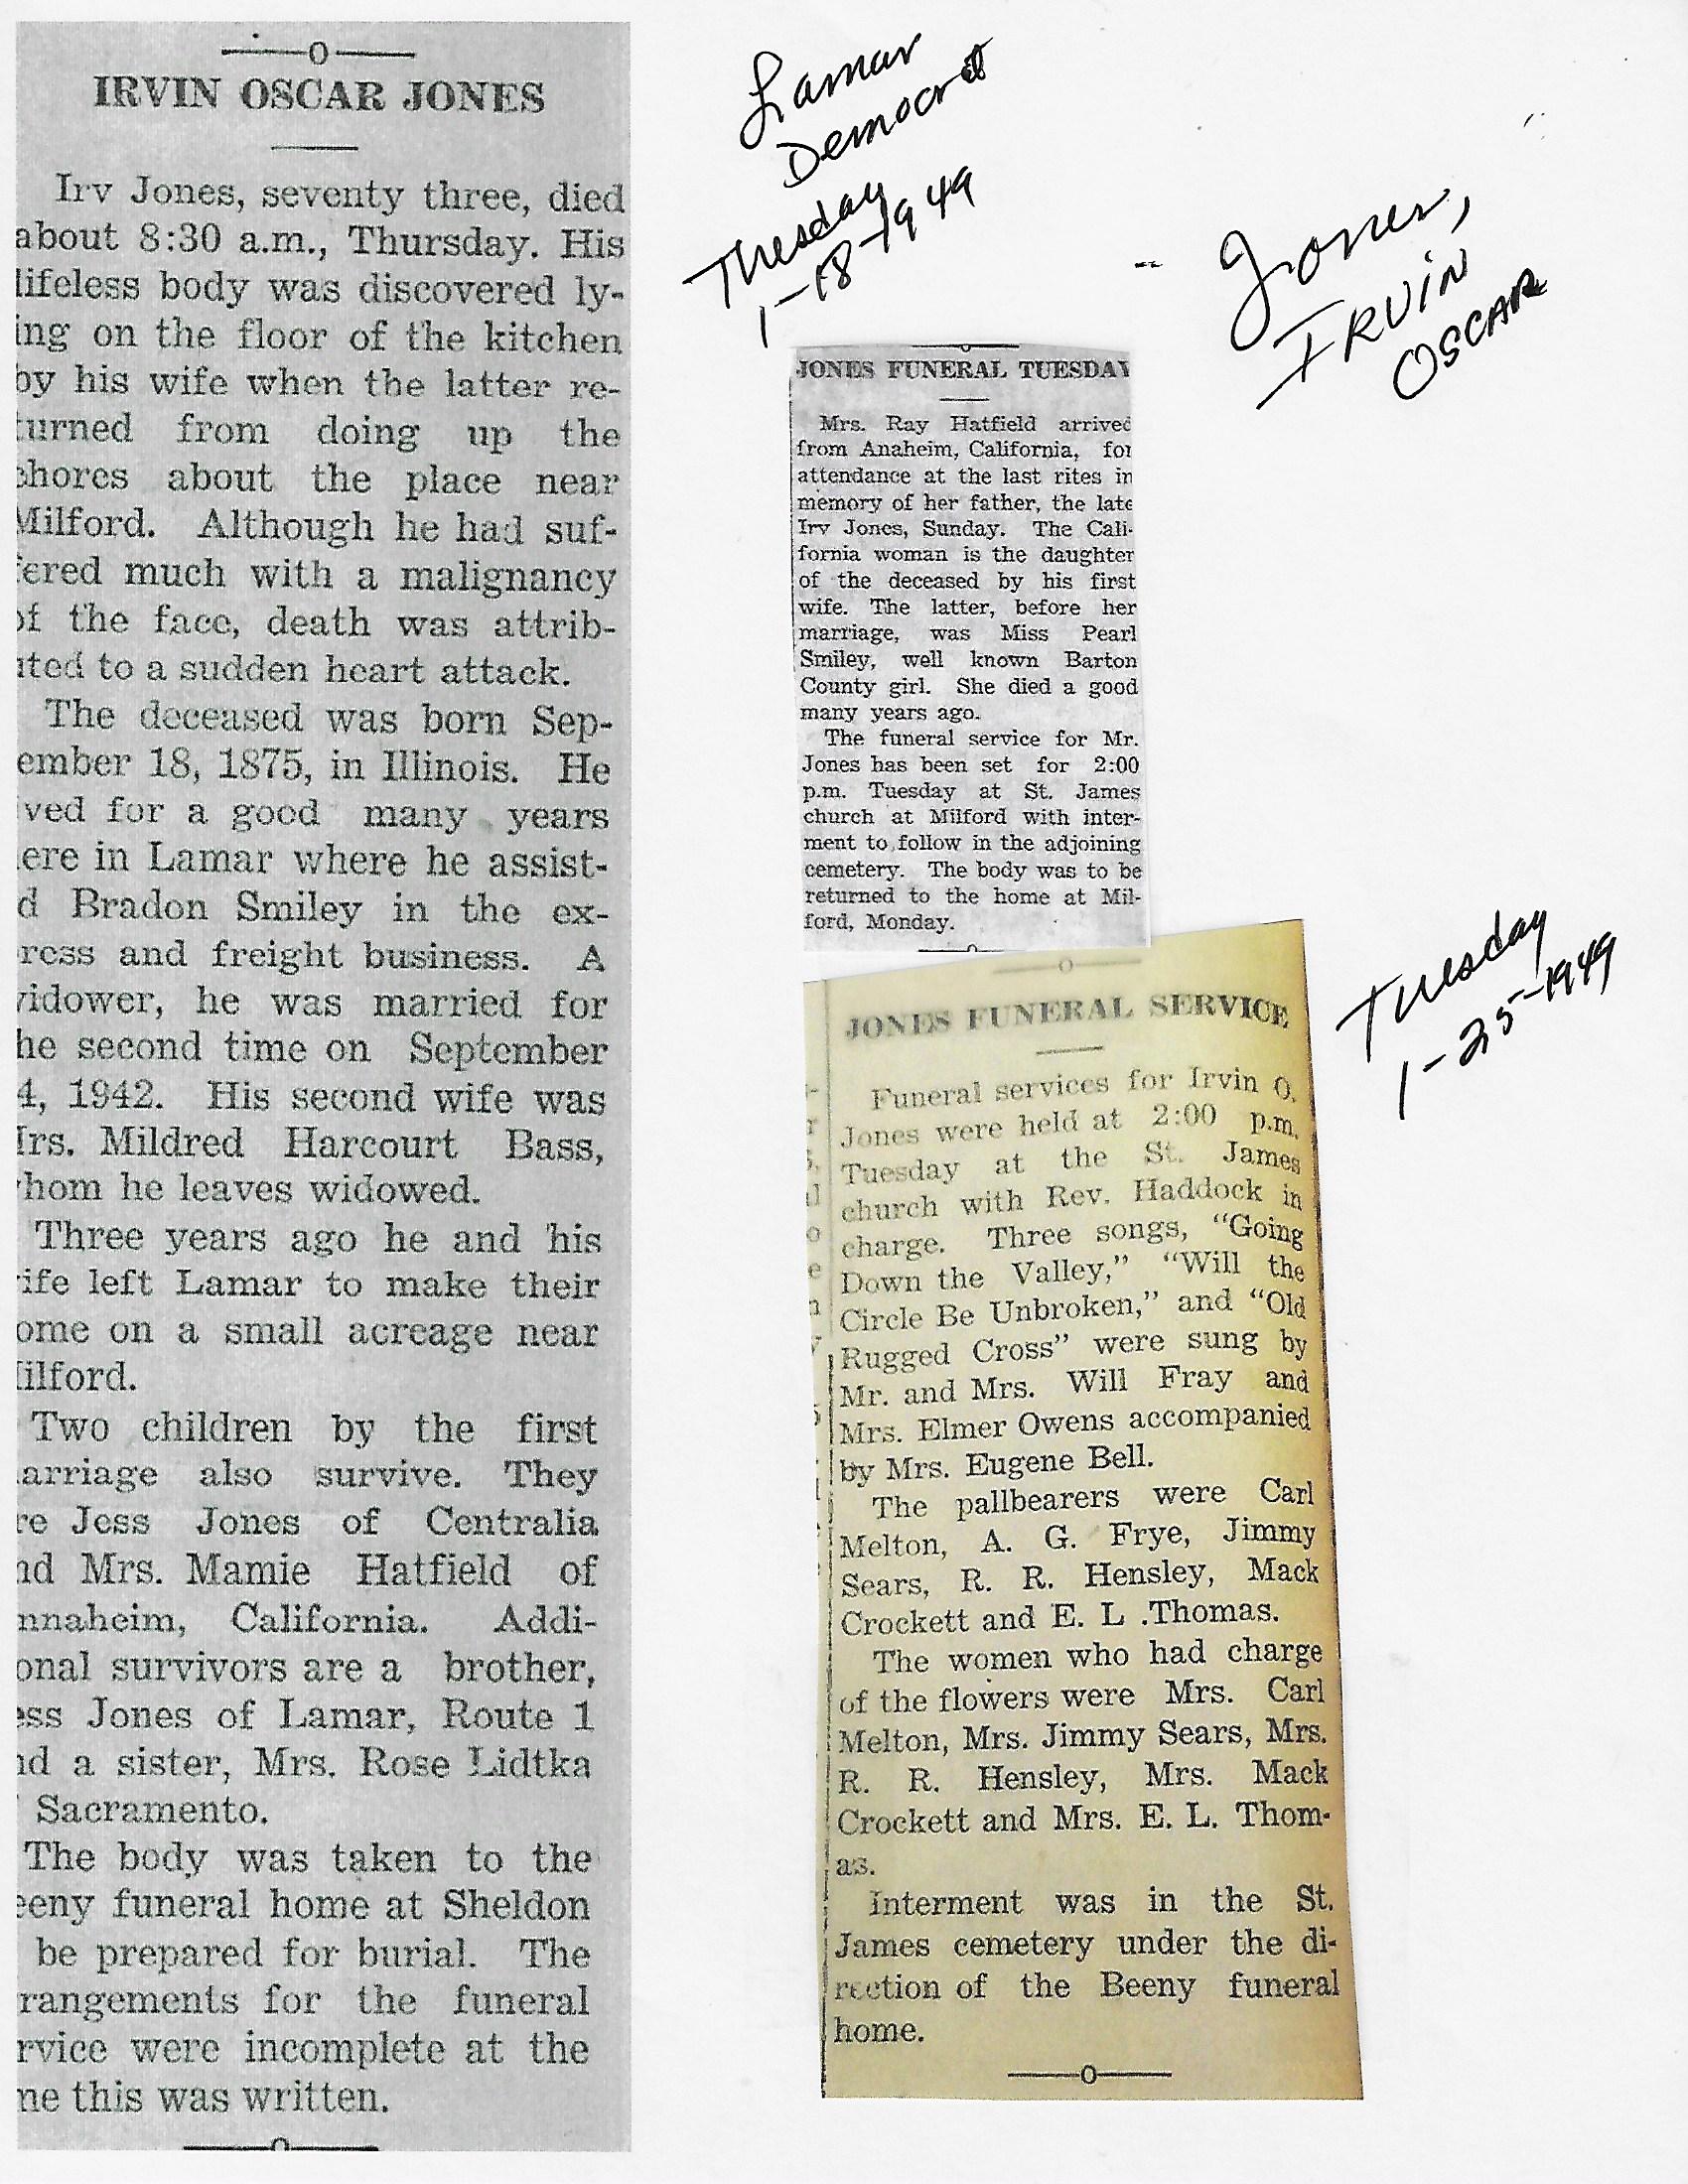 IRVIN OSCAR JONES
Irv Jones, seventy three, died
about 8:30 a.m., Thursday. His
lifeless body was discovered ly-
ing on the floor of the kitchen
by his wife when the latter re-
turned from doing up the
chores about the place near
Milford. Although he had suf-
fered much with a malignancy
of the face, death was attrib-
uted to a sudden heart attack.
The deceased was born Sep-
ember 18, 1875, in Illinois. He
ved for a good many years
ere in Lamar where he assist-
d Bradon Smiley in the ex-
ress and freight business. A
widower, he was married for
he second time on September
4, 1942. His second wife was
Mrs. Mildred Harcourt Bass,
whom he leaves widowed.
Three years ago he and his
ife left Lamar to make their
ome on a small acreage near
Milford.
Two children by the first
arriage also survive. They
re Jess Jones of Centralia
nd Mrs. Mamie Hatfield of
nnaheim, California. Addi-
onal survivors are a brother,
ess Jones of Lamar, Route 1
nd a sister, Mrs. Rose Lidtka
f Sacramento.
The body was taken to the
eeny funeral home at Sheldon
be prepared for burial. The
rangements for the funeral
rvice were incomplete at the
me this was written.
Lamar
Democrat
Tuesday
1-18-1949
Jones,
IRVIN
OSCAR
JONES FUNERAL TUESDAY
Mrs. Ray Hatfield arrived
from Anaheim, California, for
attendance at the last rites in
memory of her father, the late
Irv Jones, Sunday. The Cali-
fornia woman is the daughter
of the deceased by his first
wife. The latter, before her
marriage, was Miss Pearl
Smiley, well known Barton
County girl. She died a good
many years ago.
The funeral service for Mr.
Jones has been set for 2:00
p.m. Tuesday at St. James
church at Milford with inter-
ment to follow in the adjoining
cemetery. The body was to be
returned to the home at Mil-
ford, Monday.
Tuesday
1-25-1949
JONES FUNERAL SERVICE
Funeral services for Irvin O.
Jones were held at 2:00 p.m.
Tuesday at the St. James
church with Rev. Haddock in
charge. Three songs, "Going
Down the Valley," "Will the
Circle Be Unbroken," and "Old
Rugged Cross" were sung by
Mr. and Mrs. Will Fray and
Mrs. Elmer Owens accompanied
by Mrs. Eugene Bell.
The pallbearers were Carl
Melton, A. G. Frye, Jimmy
Sears, R. R. Hensley, Mack
Crockett and E. L .Thomas.
The women who had charge
of the flowers were Mrs. Carl
Melton, Mrs. Jimmy Sears, Mrs.
R. R. Hensley, Mrs. Mack
Crockett and Mrs. E. L. Thom-
as.
Interment was in the St.
James cemetery under the di-
rection of the Beeny funeral
home.